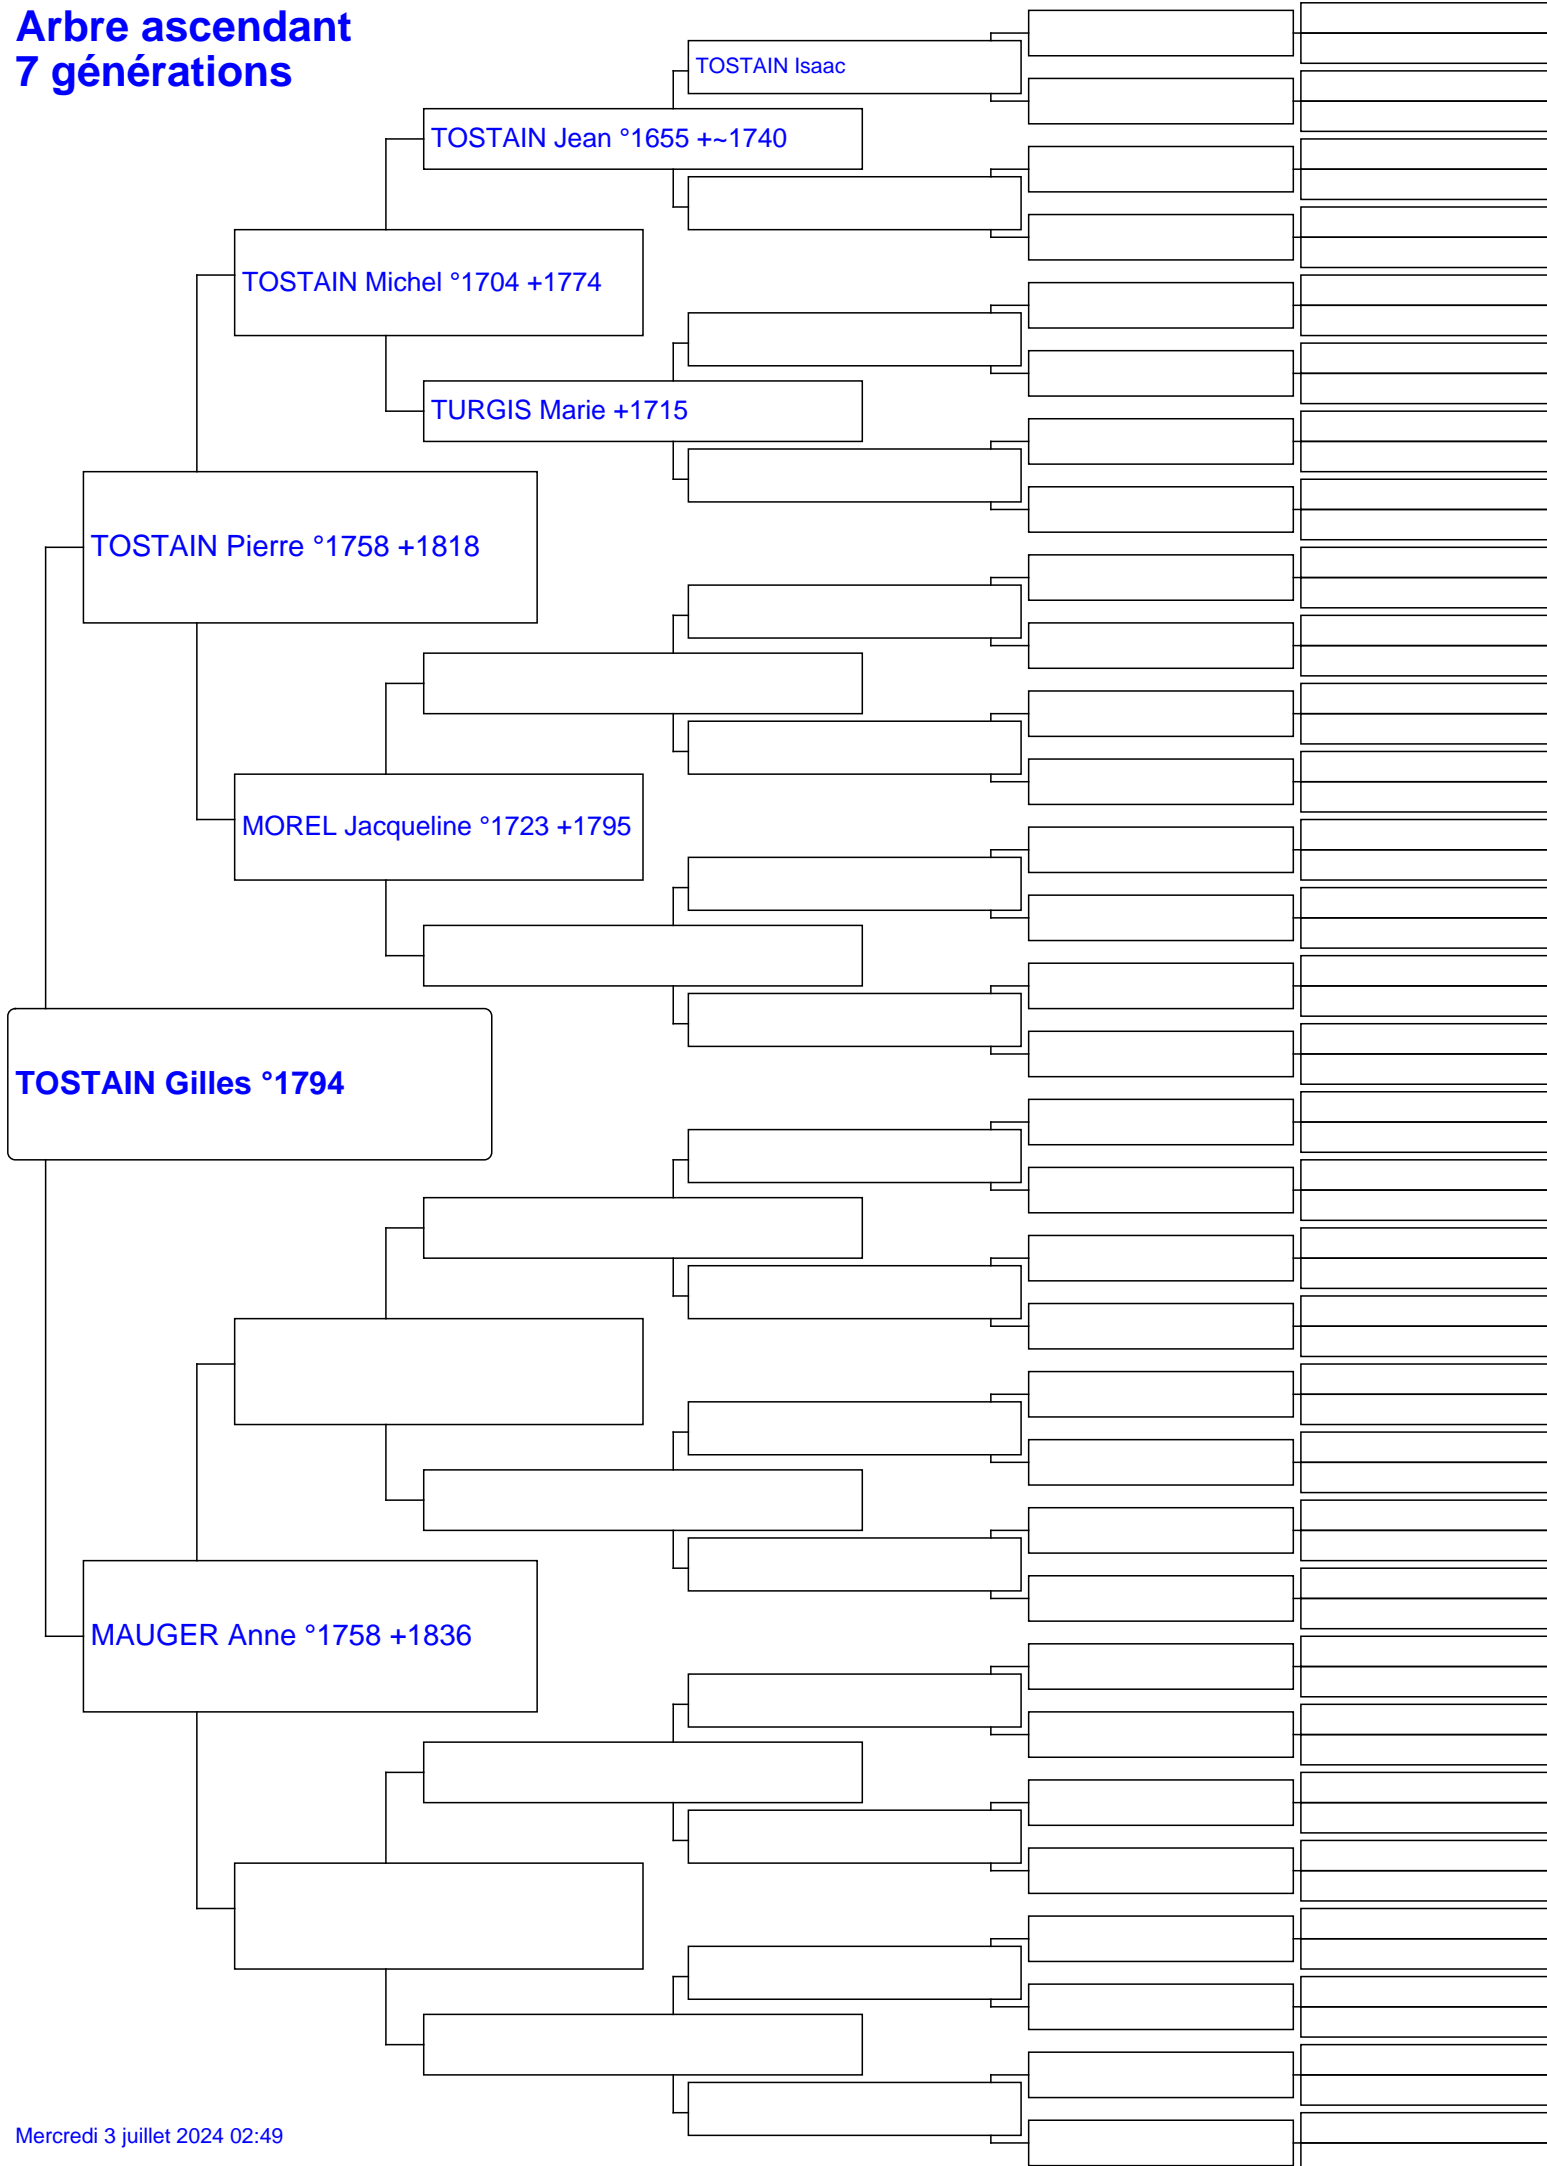 Arbre ascendant
7 générations
TOSTAIN Isaac
TOSTAIN Jean °1655 +~1740
TOSTAIN Michel °1704 +1774
TURGIS Marie +1715
TOSTAIN Pierre °1758 +1818
MOREL Jacqueline °1723 +1795
TOSTAIN Gilles °1794
MAUGER Anne °1758 +1836
Mercredi 3 juillet 2024 02:49